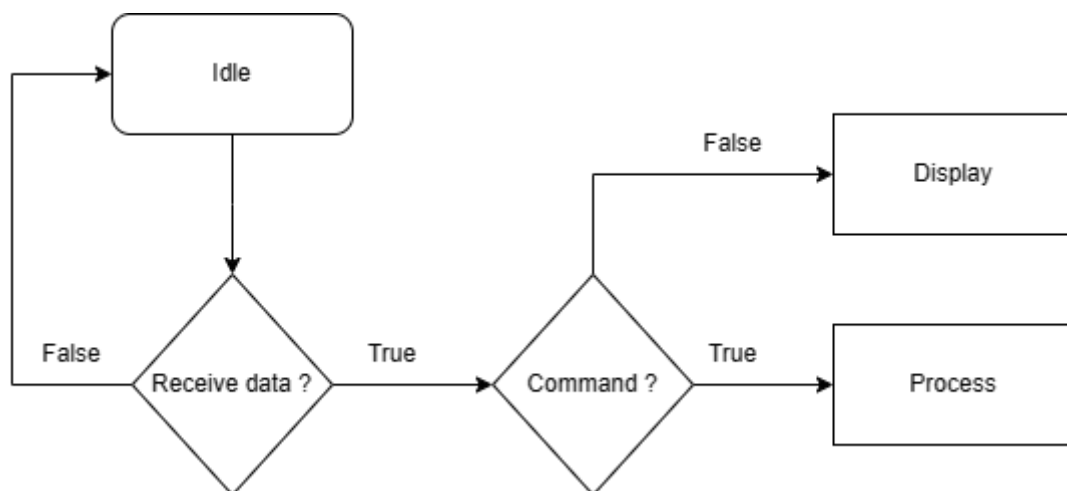 Idle
False
Display
False
True
True
Receive data ?
Command ?
Process